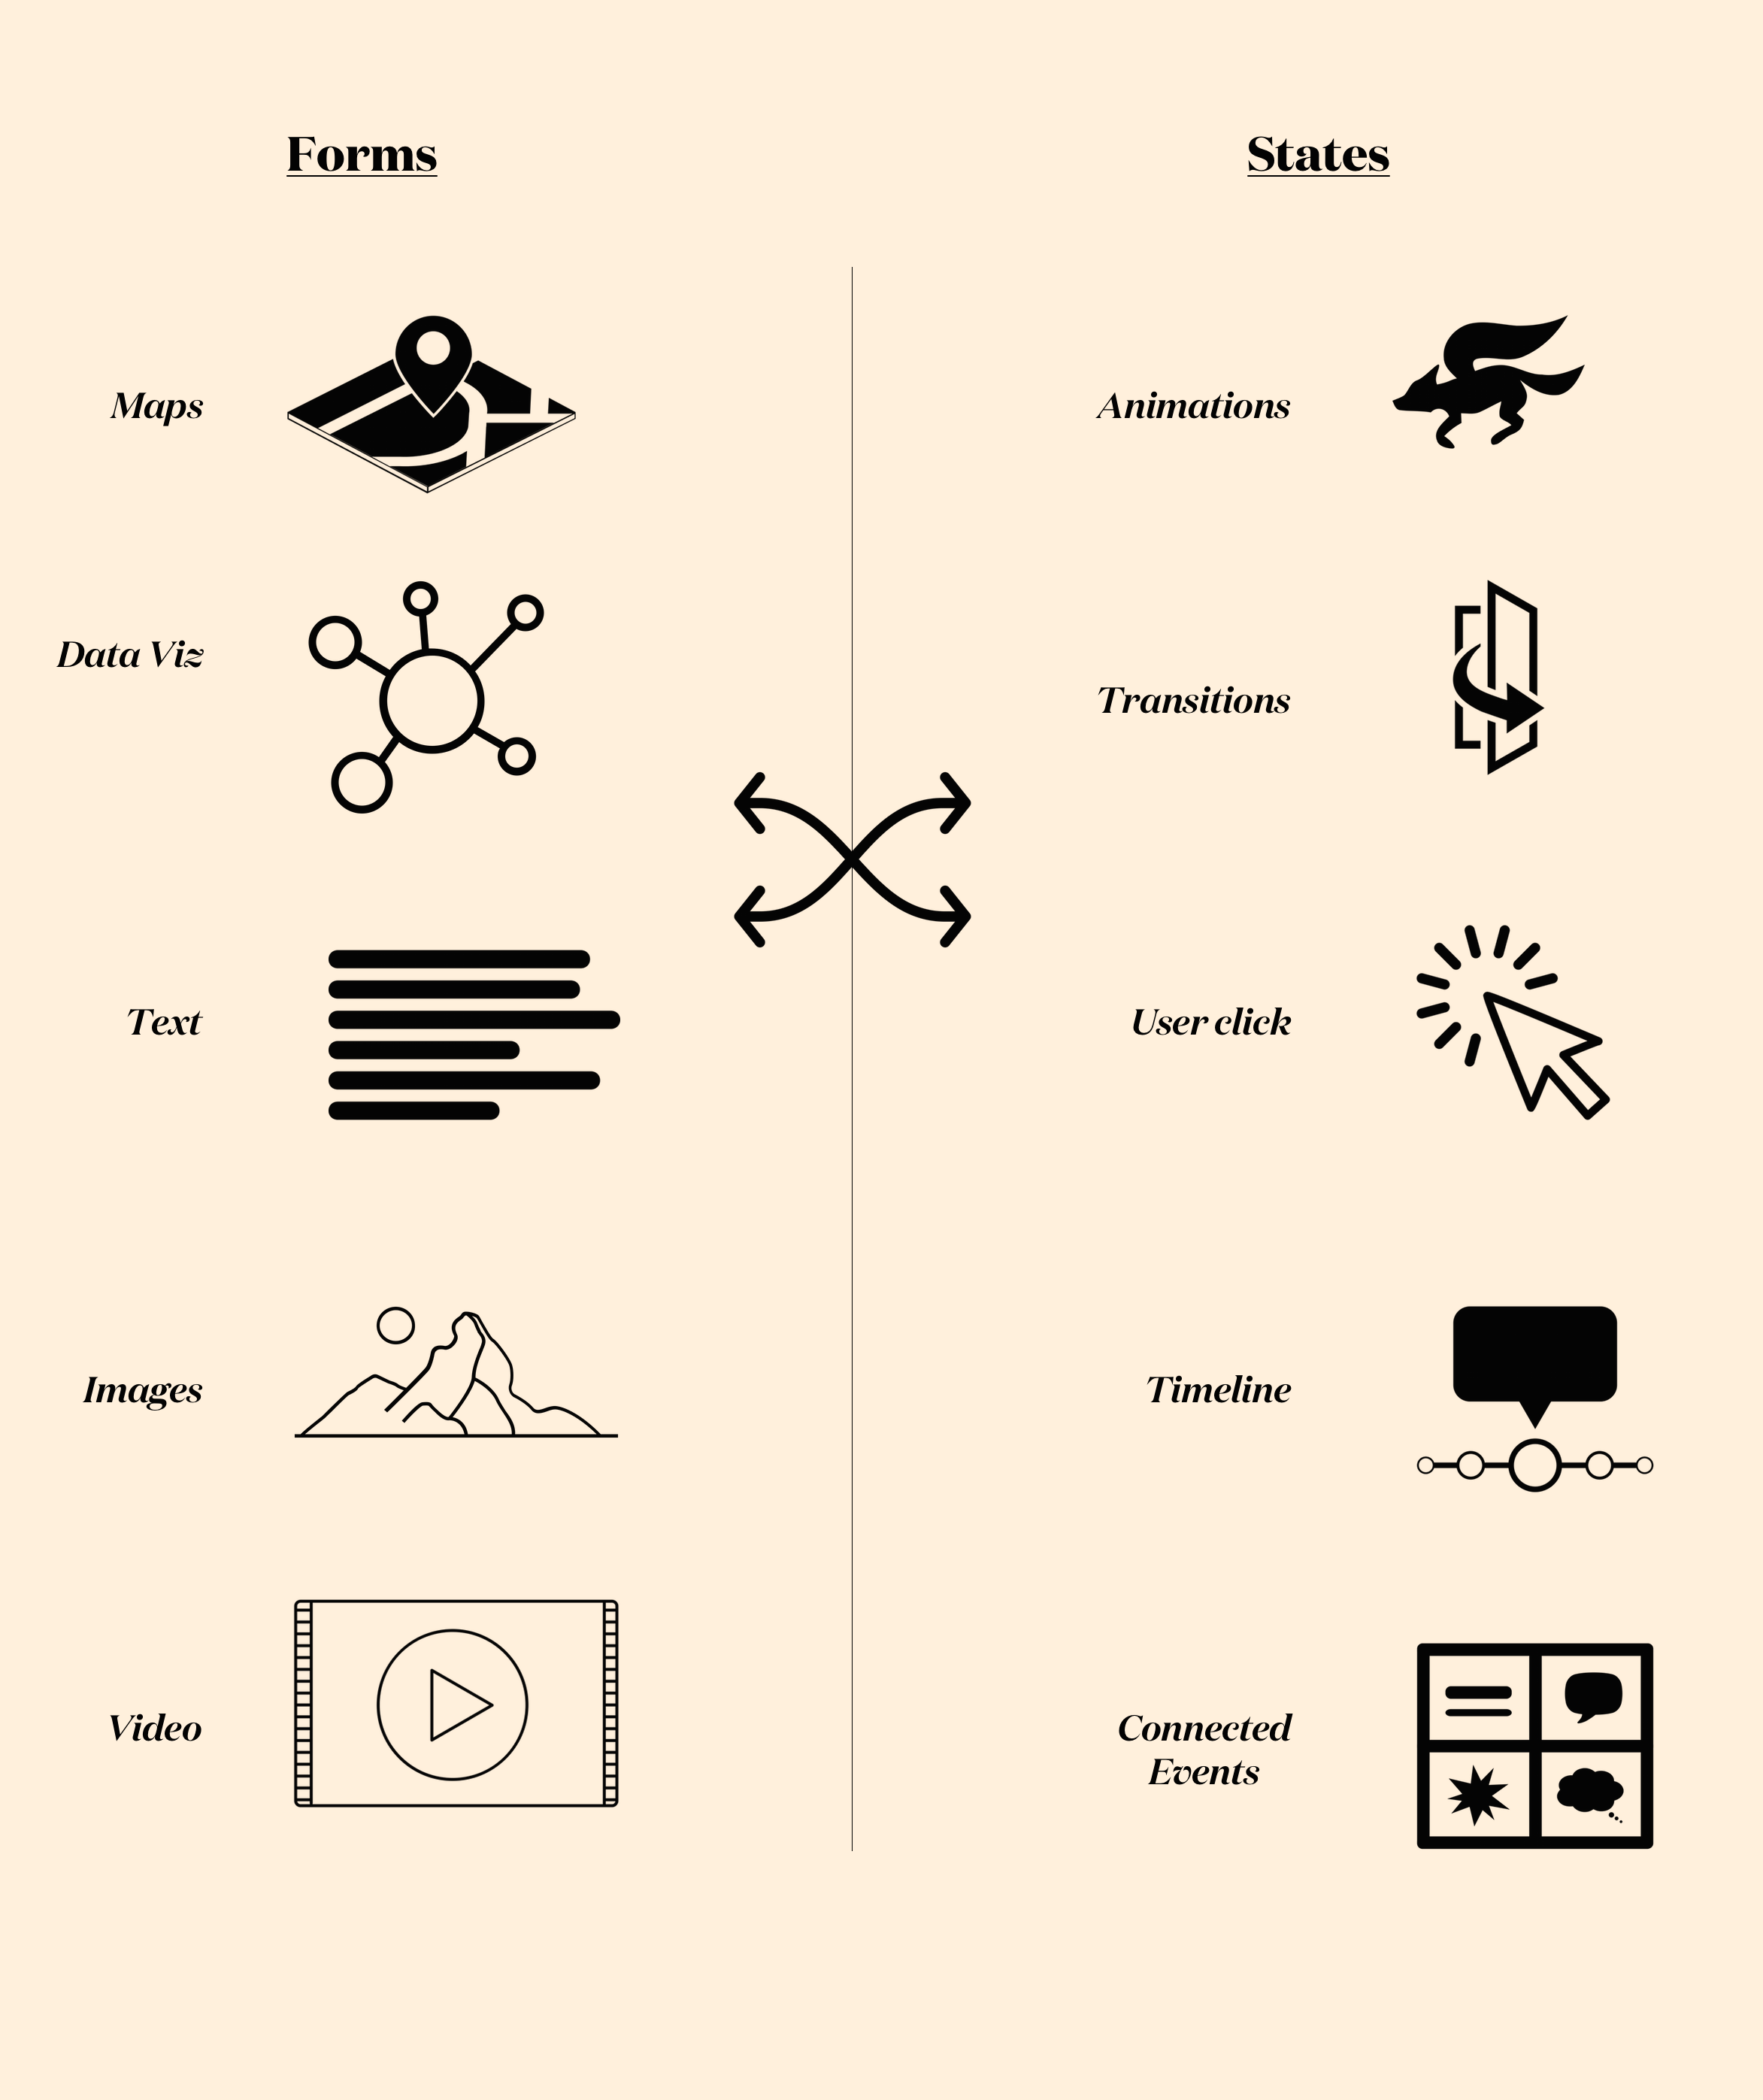 Forms
Maps
Data Viz
Text
Images
Video
States
Animations
Transitions
User click
Timeline
Connected
Events